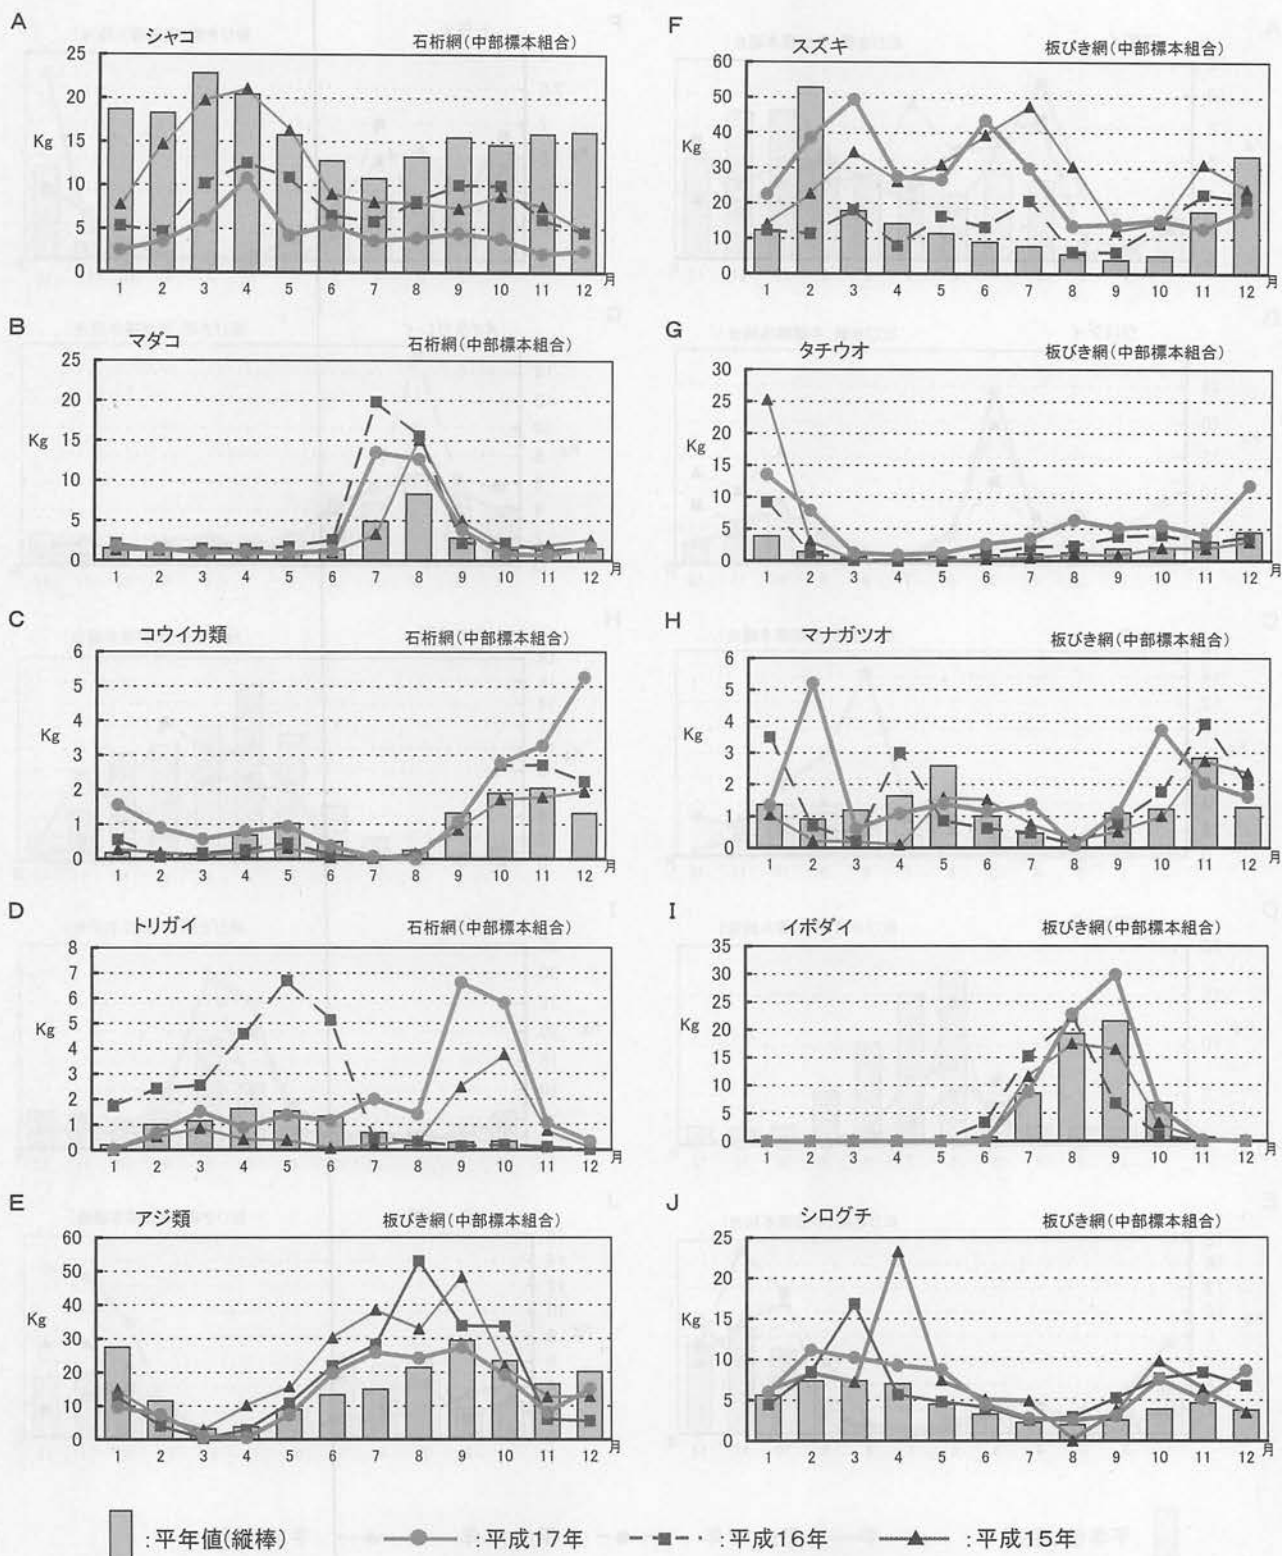 A
シャコ 石桁網(中部標本組合)
25
20
15
10
5
0
Kg
1 2 3 4 5 6 7 8 9 10 11 12 月
B
マダコ 石桁網(中部標本組合)
25
20
15
10
5
0
Kg
1 2 3 4 5 6 7 8 9 10 11 12 月
C
コウイカ類 石桁網(中部標本組合)
6
5
4
3
2
1
0
Kg
1 2 3 4 5 6 7 8 9 10 11 12 月
D
トリガイ 石桁網(中部標本組合)
8
7
6
5
4
3
2
1
0
Kg
1 2 3 4 5 6 7 8 9 10 11 12 月
E
アジ類 板びき網(中部標本組合)
60
50
40
30
20
10
0
Kg
1 2 3 4 5 6 7 8 9 10 11 12 月
F
スズキ 板びき網(中部標本組合)
60
50
40
30
20
10
0
Kg
1 2 3 4 5 6 7 8 9 10 11 12 月
G
タチウオ 板びき網(中部標本組合)
30
25
20
15
10
5
0
Kg
1 2 3 4 5 6 7 8 9 10 11 12 月
H
マナガツオ 板びき網(中部標本組合)
6
5
4
3
2
1
0
Kg
1 2 3 4 5 6 7 8 9 10 11 12 月
I
イボダイ 板びき網(中部標本組合)
35
30
25
20
15
10
5
0
Kg
1 2 3 4 5 6 7 8 9 10 11 12 月
J
シログチ 板びき網(中部標本組合)
25
20
15
10
5
0
Kg
1 2 3 4 5 6 7 8 9 10 11 12 月
:平年値(縦棒) :平成17年 :平成16年 :平成15年